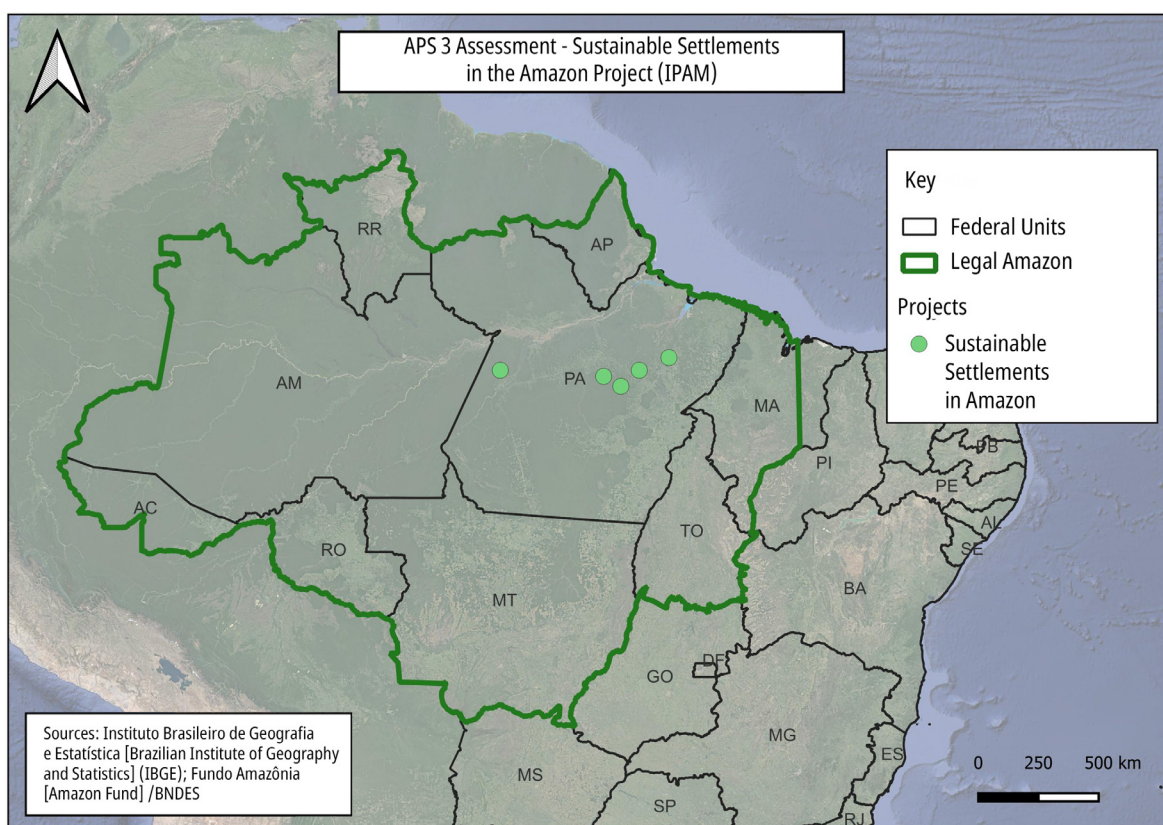 APS 3 Assessment - Sustainable Settlements
in the Amazon Project (IPAM)
Key
Federal Units
Legal Amazon
Projects
Sustainable
Settlements
in Amazon
RR
AP
AM
PA
MA
PI
PB
PE
AL
SE
AC
RO
TO
MT
BA
DF
GO
MG
ES
MS
SP
RJ
Sources: Instituto Brasileiro de Geografia
e Estatística [Brazilian Institute of Geography
and Statistics] (IBGE); Fundo Amazônia
[Amazon Fund] /BNDES
0 250 500 km